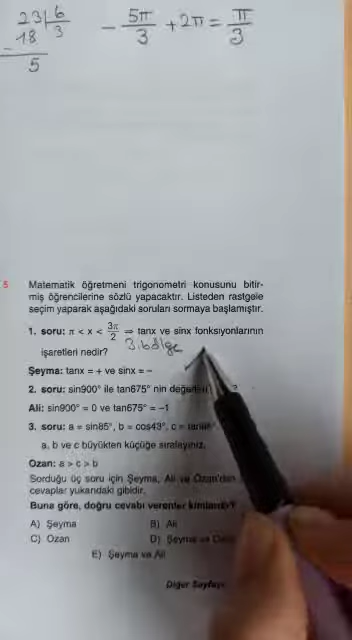 23 6
- 18 3
5
- 5π/3 + 2π = π/3
5 Matematik öğretmeni trigonometri konusunu bitir-
miş öğrencilerine sözlü yapacaktır. Listeden rastgele
seçim yaparak aşağıdaki soruları sormaya başlamıştır.
1. soru: π < x < 3π/2 ⇒ tanx ve sinx fonksiyonlarının
işaretleri nedir? 3.bölge
Şeyma: tanx = + ve sinx = -
2. soru: sin900° ile tan675° nin değerleri
Ali: sin900° = 0 ve tan675° = -1
3. soru: a = sin85°, b = cos43°, c =
a, b ve c büyükten küçüğe sıralayınız.
Ozan: a > c > b
Sorduğu üç soru için Şeyma, Ali ve Ozan'dan
cevaplar yukarıdaki gibidir.
Buna göre, doğru cevabı verenler kimlerdir?
A) Şeyma B) Ali
C) Ozan D) Şeyma ve
E) Şeyma ve Ali
Diğer Sayfaya